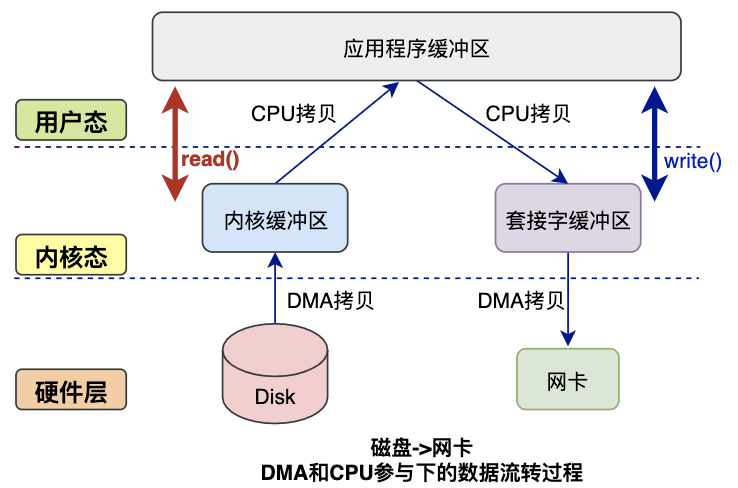 应用程序缓冲区
CPU拷贝
CPU拷贝
用户态
read()
write()
内核缓冲区
套接字缓冲区
内核态
DMA拷贝
DMA拷贝
硬件层
Disk
网卡
磁盘->网卡
DMA和CPU参与下的数据流转过程